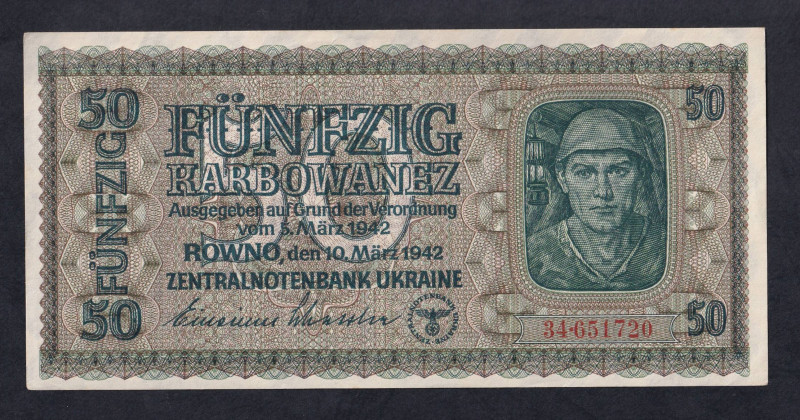 50
FÜNFZIG
50
FÜNFZIG
50
KARBOWANEZ
Ausgegeben auf Grund der Verordnung
vom 5. März 1942
ROWNO, den 10. März 1942
ZENTRALNOTENBANK UKRAINE
50
50
34·651720